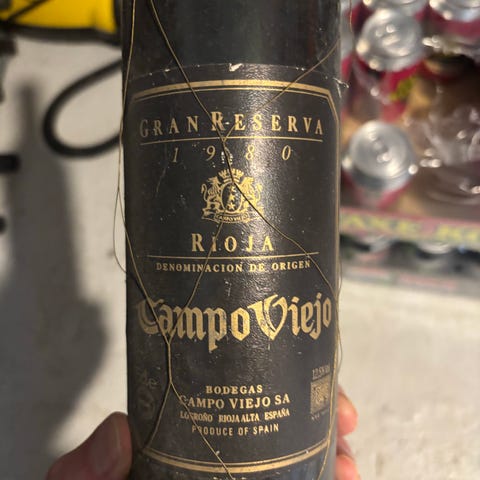 GRAN RESERVA
1980
RIOJA
DENOMINACION DE ORIGEN
Campo Viejo
BODEGAS
CAMPO VIEJO SA
LOGROÑO RIOJA ALTA ESPAÑA
PRODUCE OF SPAIN